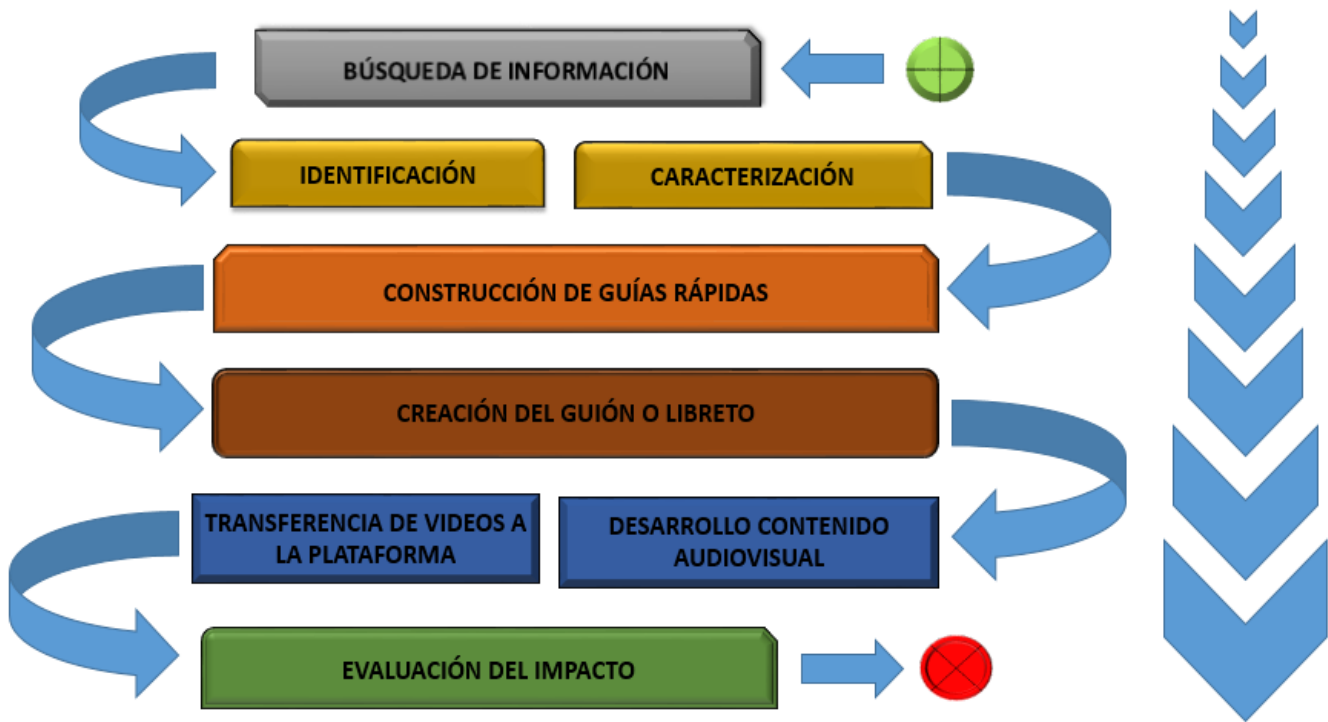 BÚSQUEDA DE INFORMACIÓN
IDENTIFICACIÓN
CARACTERIZACIÓN
CONSTRUCCIÓN DE GUÍAS RÁPIDAS
CREACIÓN DEL GUIÓN O LIBRETO
TRANSFERENCIA DE VIDEOS A
LA PLATAFORMA
DESARROLLO CONTENIDO
AUDIOVISUAL
EVALUACIÓN DEL IMPACTO